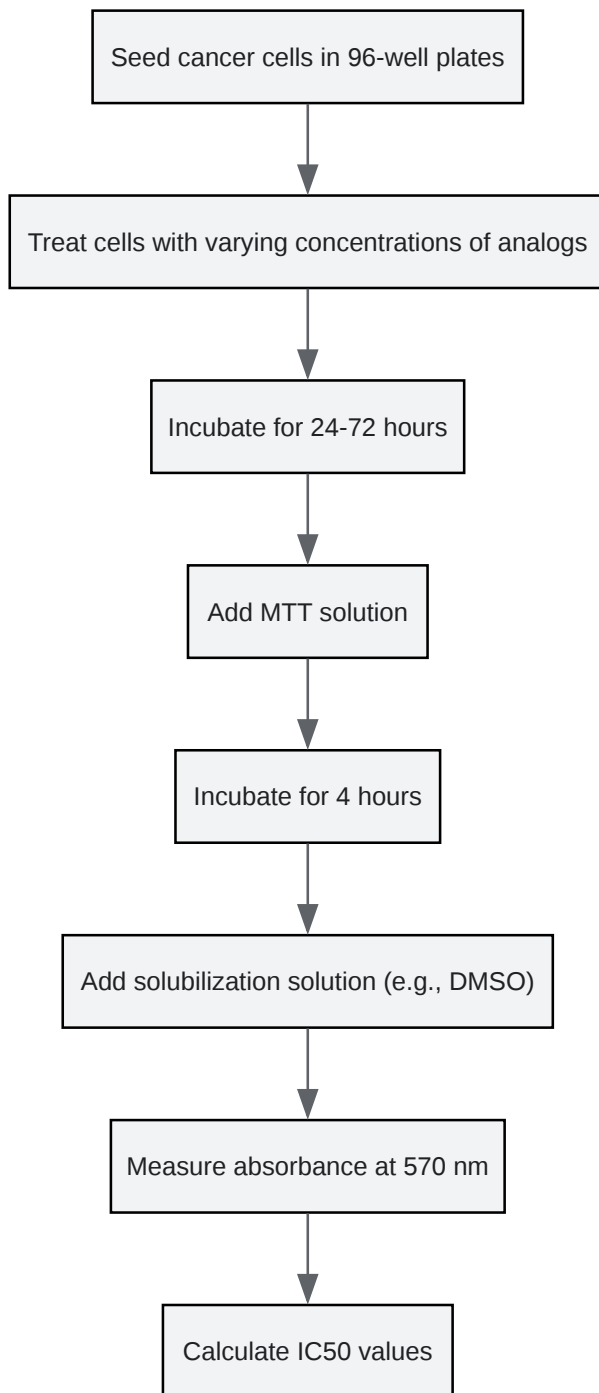 Seed cancer cells in 96-well plates
Treat cells with varying concentrations of analogs
Incubate for 24-72 hours
Add MTT solution
Incubate for 4 hours
Add solubilization solution (e.g., DMSO)
Measure absorbance at 570 nm
Calculate IC50 values